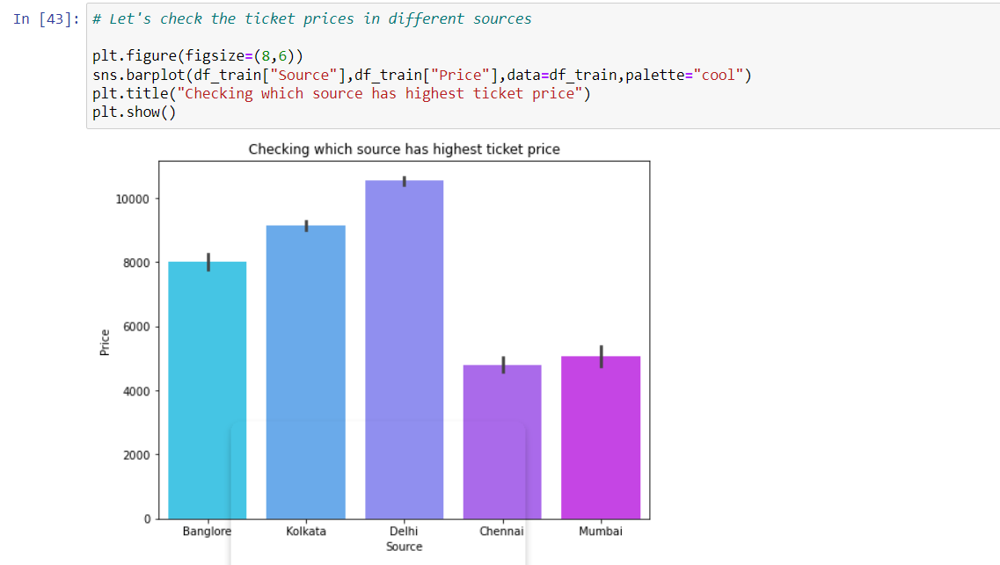 In [43]: # Let's check the ticket prices in different sources
plt.figure(figsize=(8,6))
sns.barplot(df_train["Source"],df_train["Price"],data=df_train,palette="cool")
plt.title("Checking which source has highest ticket price")
plt.show()
Checking which source has highest ticket price
10000
8000
6000
4000
2000
0
Price
Banglore Kolkata Delhi Chennai Mumbai
Source